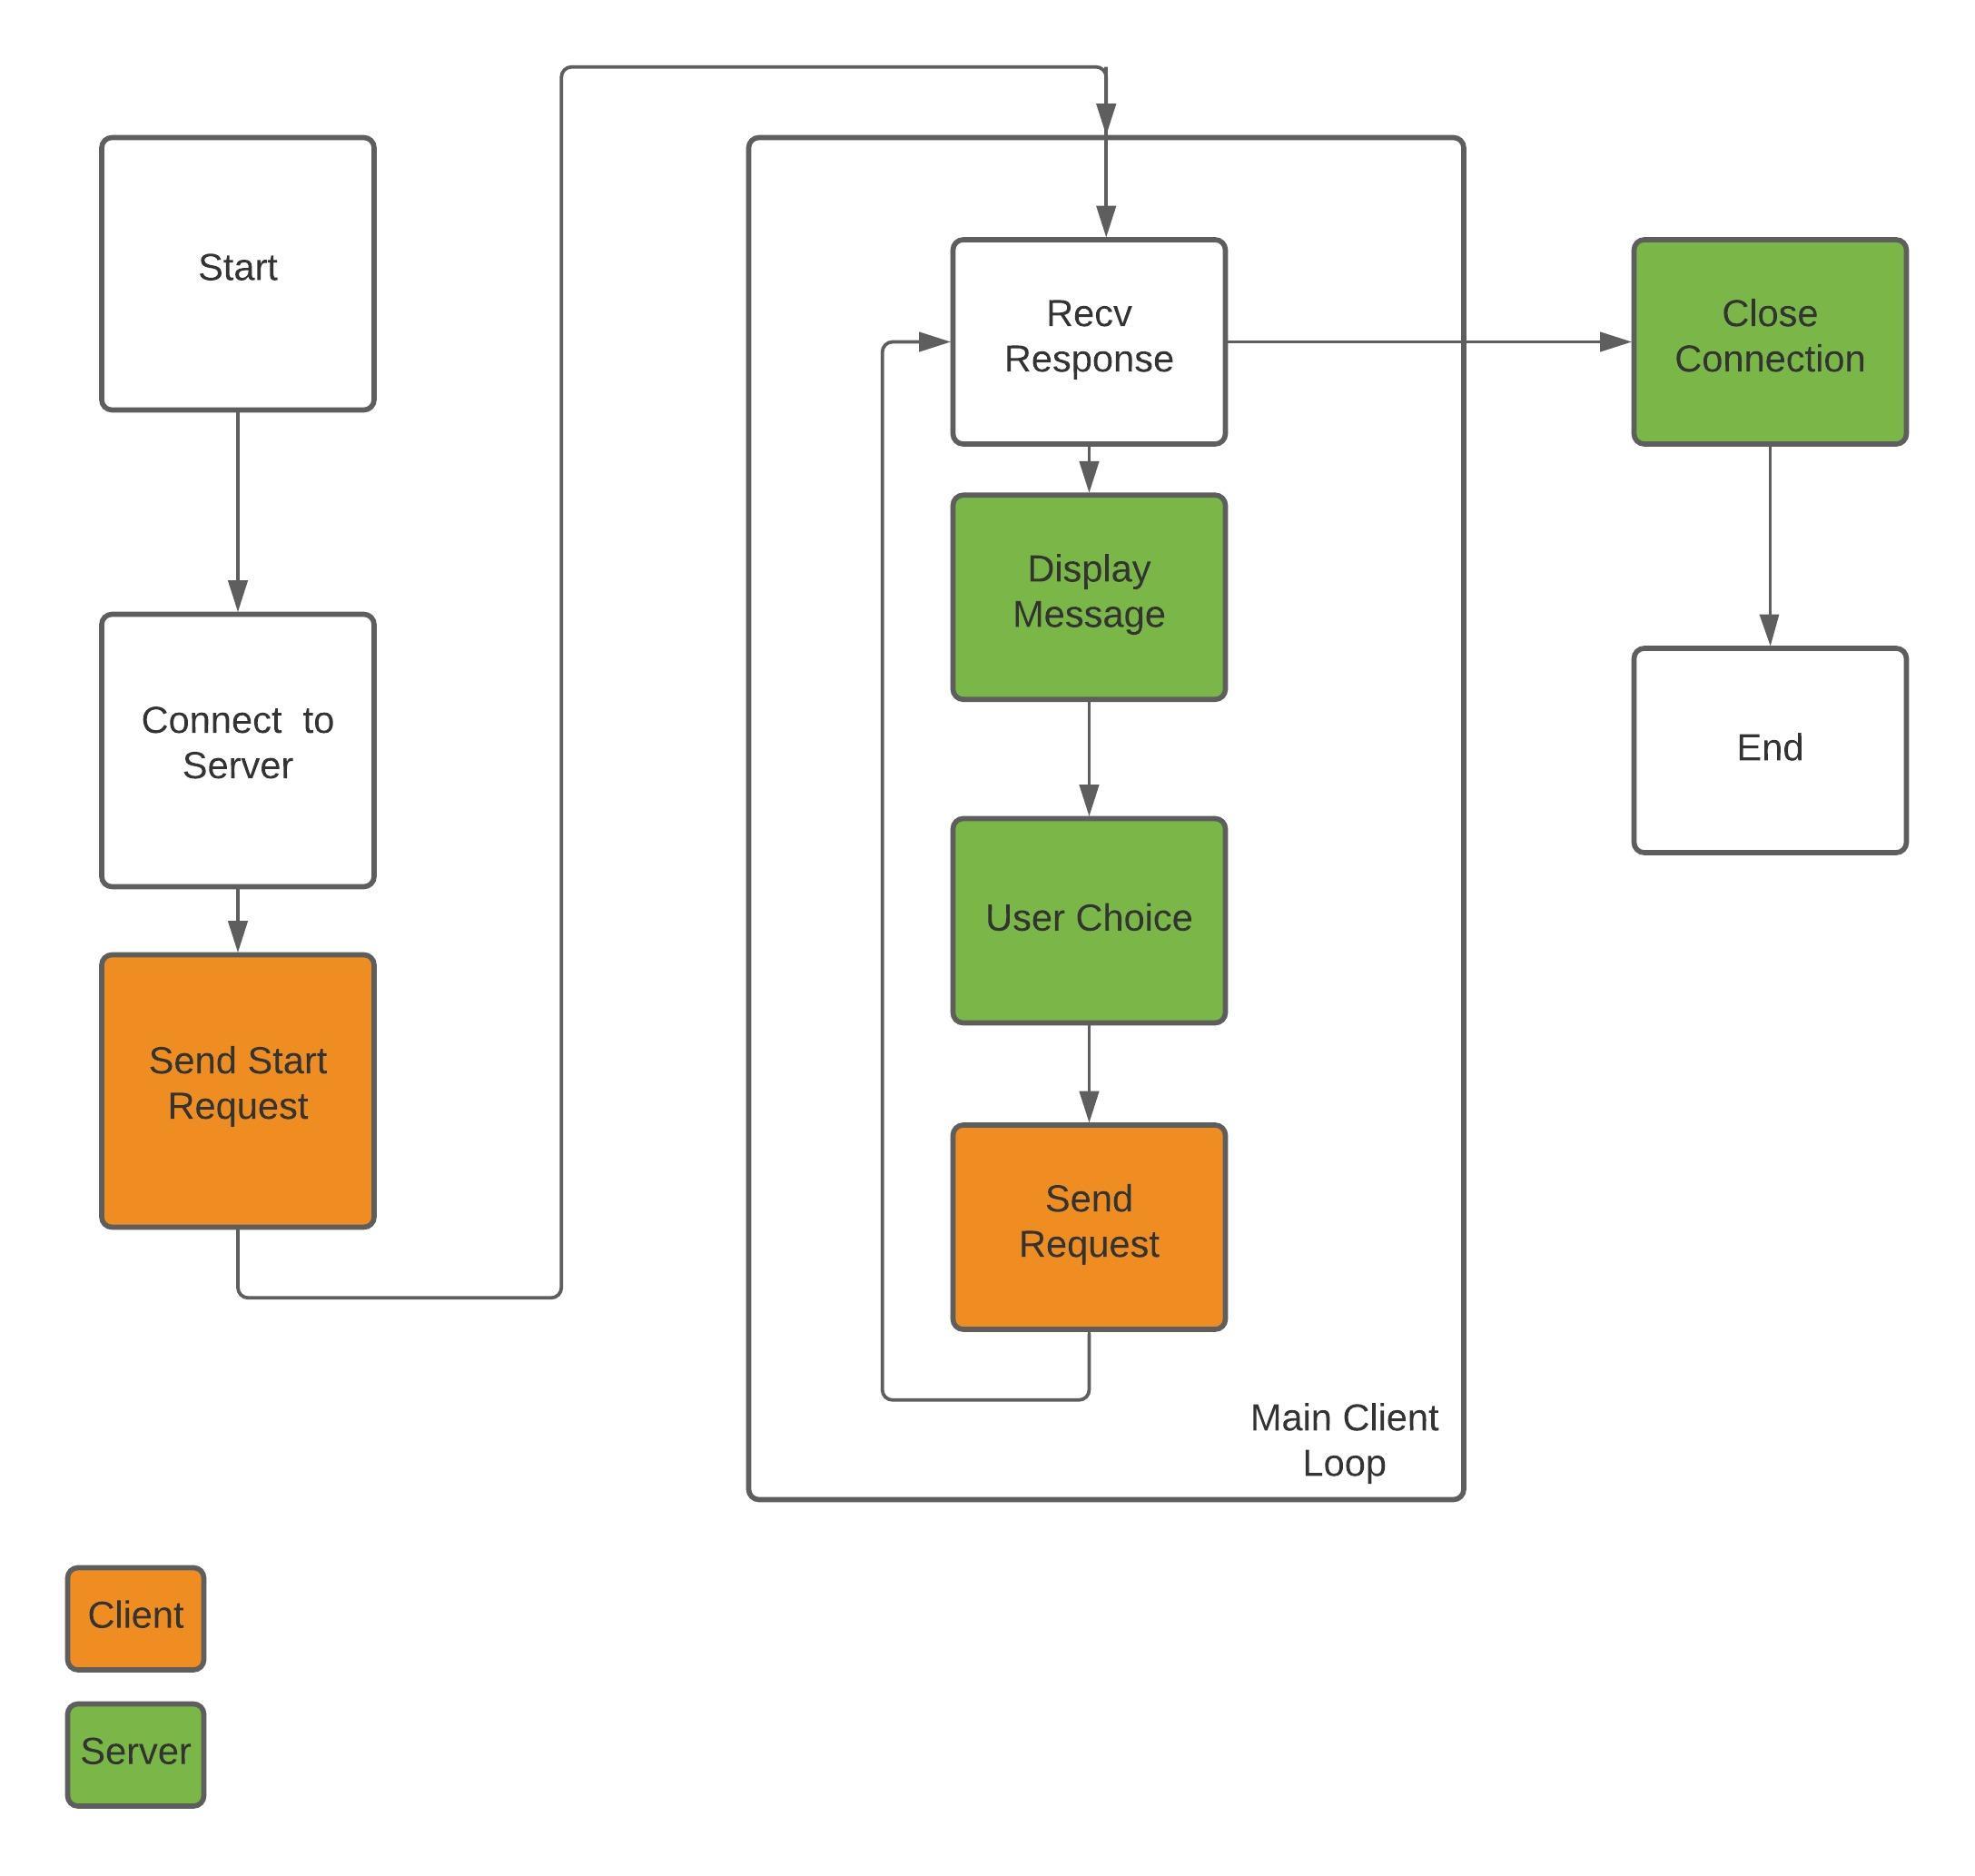 Start
Connect  to
Server
Send Start
Request
Recv
Response
Display
Message
User Choice
Send
Request
Main Client
Loop
Close
Connection
End
Client
Server